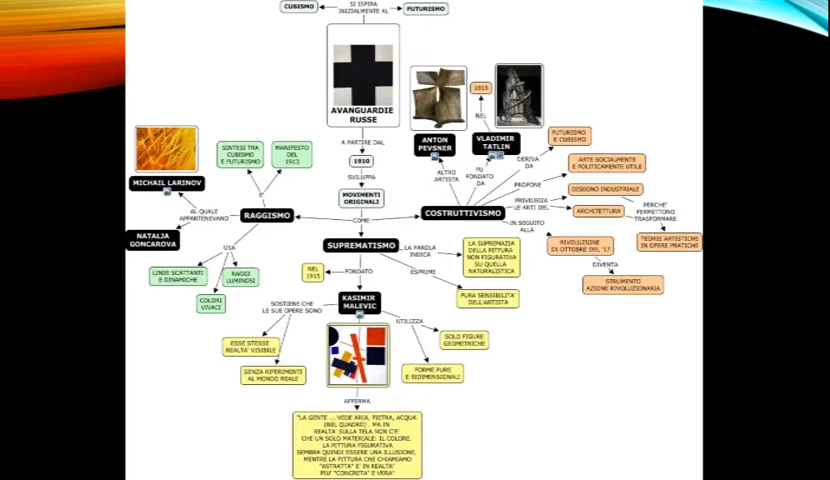 CUBISMO
SI ISPIRA
INIZIALMENTE AL
FUTURISMO
AVANGUARDIE
RUSSE
A PARTIRE DAL
1910
SVILUPPA
MOVIMENTI
ORIGINALI
COME
MICHAIL LARINOV
NATALJA
GONCAROVA
AL QUALE
APPARTENEVANO
SINTESI TRA
CUBISMO
E FUTURISMO
MANIFESTO
DEL
1913
E'
RAGGISMO
USA
LINEE SCATTANTI
E DINAMICHE
COLORI
VIVACI
RAGGI
LUMINOSI
SUPREMATISMO
LA PAROLA
INDICA
LA SUPREMAZIA
DELLA PITTURA
NON FIGURATIVA
SU QUELLA
NATURALISTICA
ESPRIME
PURA SENSIBILITA'
DELL'ARTISTA
FONDATO
NEL
1915
KASIMIR
MALEVIC
SOSTIENE CHE
LE SUE OPERE SONO
ESSE STESSE
REALTA' VISIBILE
SENZA RIFERIMENTI
AL MONDO REALE
UTILIZZA
SOLO FIGURE
GEOMETRICHE
FORME PURE
E BIDIMENSIONALI
AFFERMA
"LA GENTE ... VEDE ARIA, PIETRA, ACQUA
(NEL QUADRO) . MA IN
REALTA' SULLA TELA NON C'E'
CHE UN SOLO MATERIALE: IL COLORE.
LA PITTURA FIGURATIVA
SEMBRA QUINDI ESSERE UNA ILLUSIONE,
MENTRE LA PITTURA CHE CHIAMIAMO
"ASTRATTA" E' IN REALTA'
PIU' "CONCRETA" E VERA"
ANTON
PEVSNER
ALTRO
ARTISTA
1915
NEL
VLADIMIR
TATLIN
FU
FONDATO
DA
COSTRUTTIVISMO
DERIVA
DA
FUTURISMO
E CUBISMO
PROPONE
ARTE SOCIALMENTE
E POLITICAMENTE UTILE
PRIVILEGIA
LE ARTI DEL
DISEGNO INDUSTRIALE
ARCHITETTURA
PERCHE'
PERMETTONO
TRASFORMARE
TEORIE ARTISTICHE
IN OPERE PRATICHE
IN SEGUITO
ALLA
RIVOLUZIONE
DI OTTOBRE DEL '17
DIVENTA
STRUMENTO
AZIONE RIVOLUZIONARIA